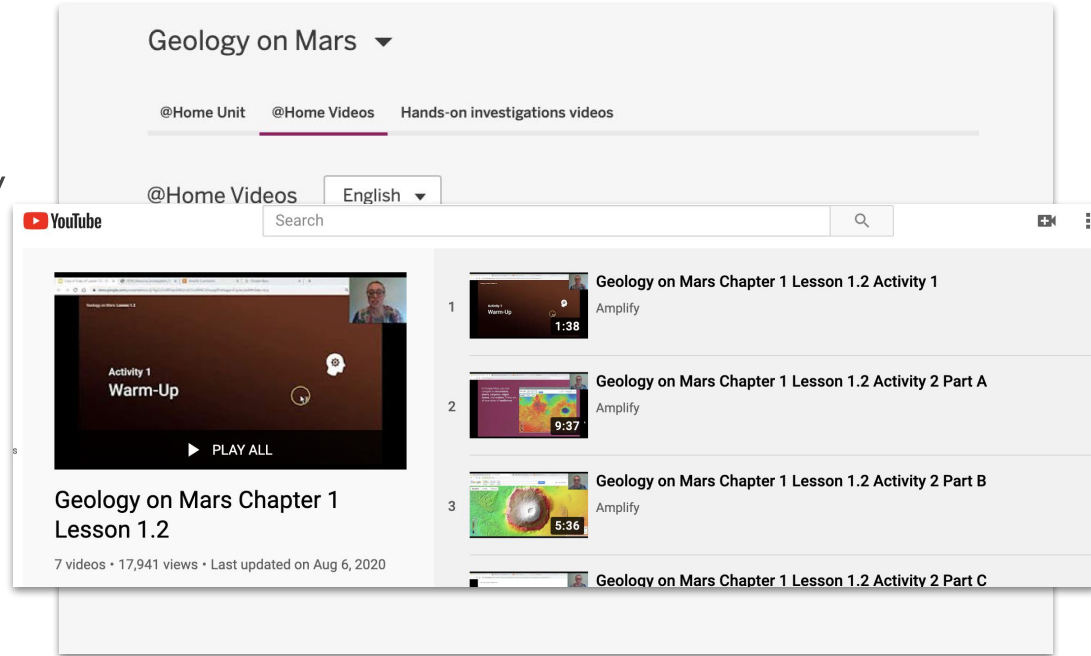 Geology on Mars
@Home Unit @Home Videos Hands-on investigations videos
@Home Videos English
YouTube Search
Activity 1
Warm-Up
PLAY ALL
Geology on Mars Chapter 1
Lesson 1.2
7 videos • 17,941 views • Last updated on Aug 6, 2020
1
Activity 1
Warm-Up
1:38
Geology on Mars Chapter 1 Lesson 1.2 Activity 1
Amplify
2
9:37
Geology on Mars Chapter 1 Lesson 1.2 Activity 2 Part A
Amplify
3
5:36
Geology on Mars Chapter 1 Lesson 1.2 Activity 2 Part B
Amplify
Geology on Mars Chapter 1 Lesson 1.2 Activity 2 Part C